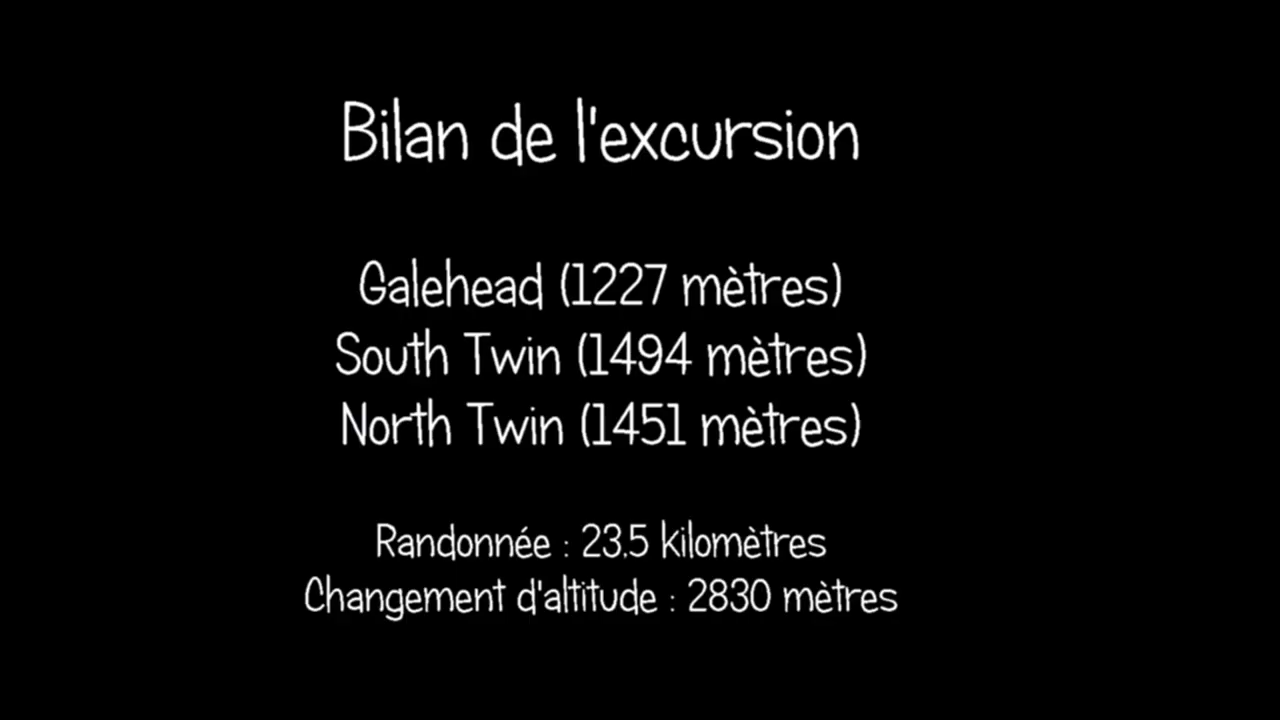 Bilan de l'excursion
Galehead (1227 mètres)
South Twin (1494 mètres)
North Twin (1451 mètres)
Randonnée : 23.5 kilomètres
Changement d'altitude : 2830 mètres